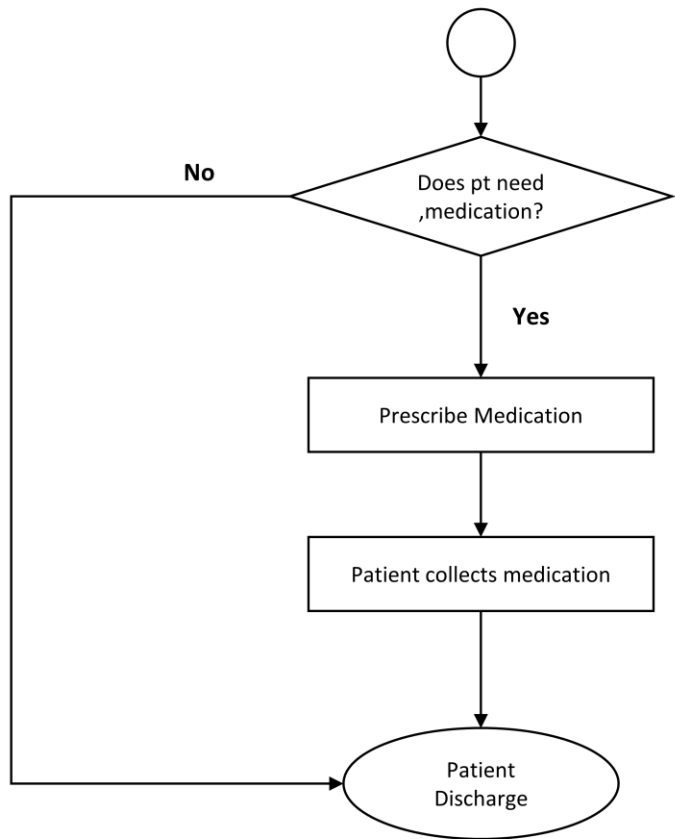 Does pt need
,medication?
No
Yes
Prescribe Medication
Patient collects medication
Patient
Discharge